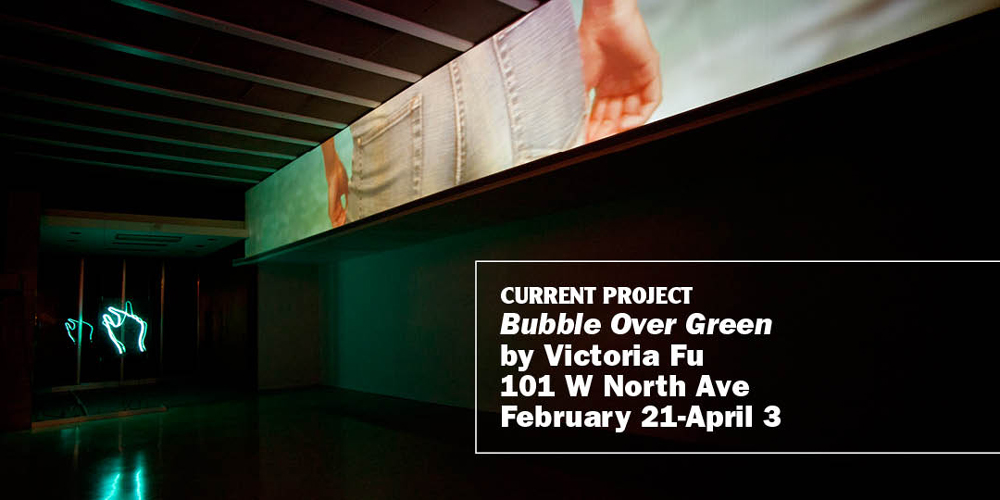 CURRENT PROJECT
Bubble Over Green
by Victoria Fu
101 W North Ave
February 21-April 3